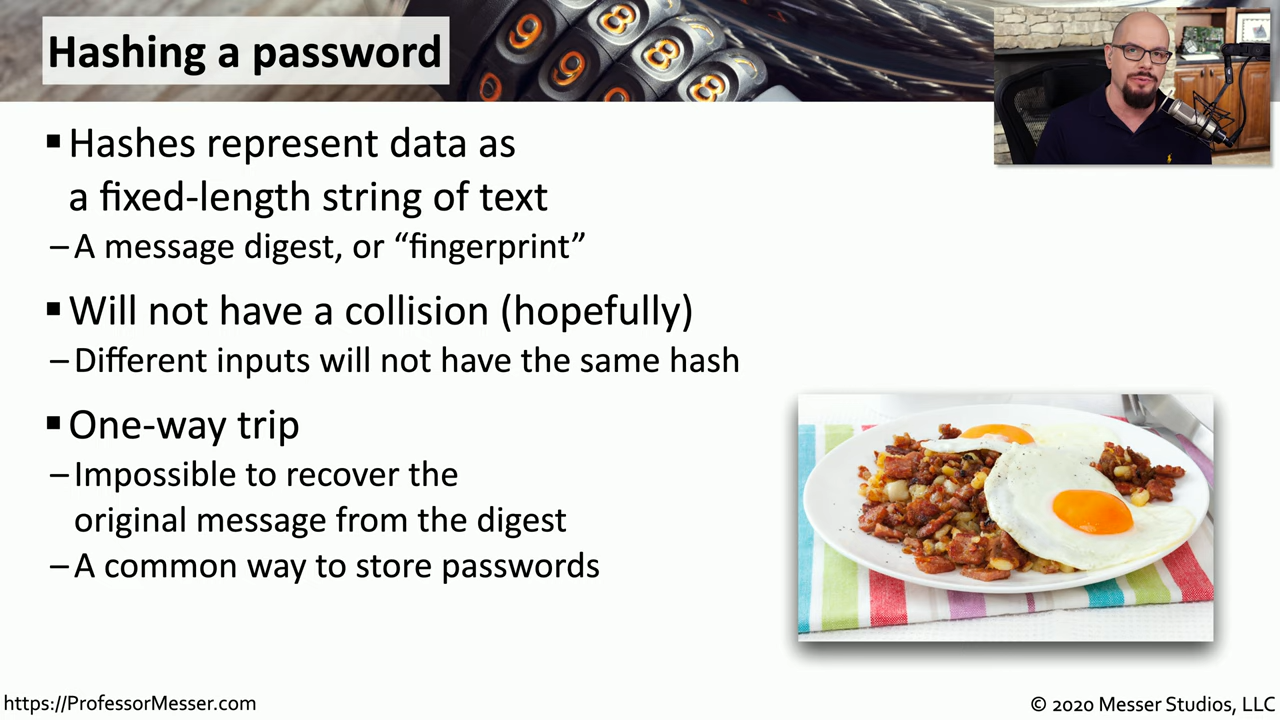 Hashing a password
▪ Hashes represent data as
a fixed-length string of text
– A message digest, or “fingerprint”
▪ Will not have a collision (hopefully)
– Different inputs will not have the same hash
▪ One-way trip
– Impossible to recover the
original message from the digest
– A common way to store passwords
https://ProfessorMesser.com
© 2020 Messer Studios, LLC